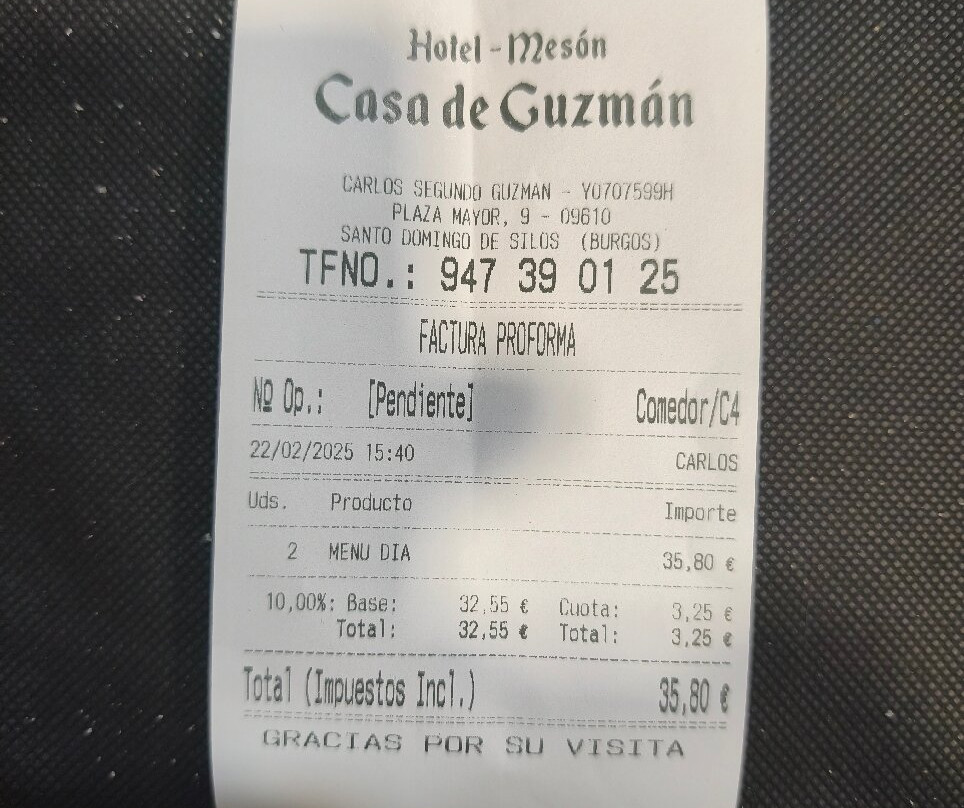 Hotel - Mesón
Casa de Guzmán
CARLOS SEGUNDO GUZMAN - Y0707599H
PLAZA MAYOR, 9 - 09610
SANTO DOMINGO DE SILOS (BURGOS)
TFNO.: 947 39 01 25
FACTURA PROFORMA
Nº Op.: [Pendiente] Comedor/C4
22/02/2025 15:40 CARLOS
Uds. Producto Importe
2 MENU DIA 35,80 €
10,00%: Base: 32,55 € Cuota: 3,25 €
Total: 32,55 € Total: 3,25 €
Total (Impuestos Incl.) 35,80 €
GRACIAS POR SU VISITA